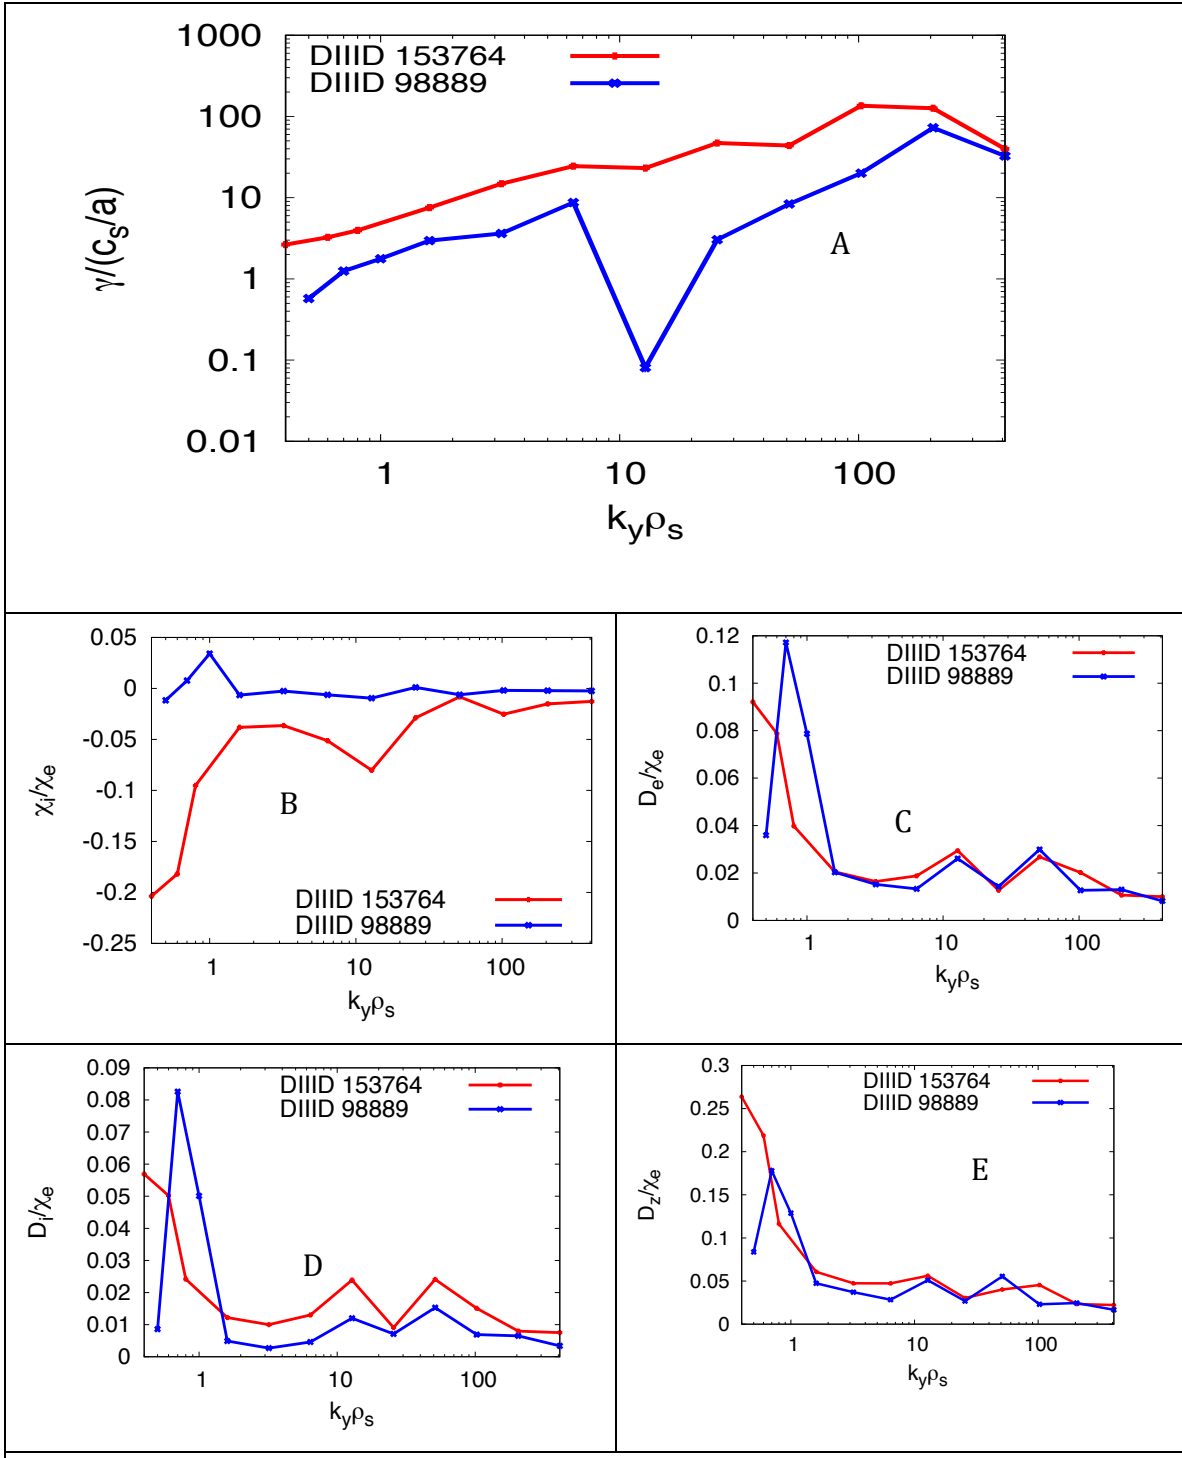 1000
100
10
1
0.1
0.01
γ/(cₛ/a)
DIIID 153764
DIIID 98889
A
1
10
100
kyρs
0.05
0
-0.05
-0.1
-0.15
-0.2
-0.25
χi/χe
B
DIIID 153764
DIIID 98889
1
10
100
kyρs
0.12
0.1
0.08
0.06
0.04
0.02
0
De/χe
DIIID 153764
DIIID 98889
C
1
10
100
kyρs
0.09
0.08
0.07
0.06
0.05
0.04
0.03
0.02
0.01
0
Di/χe
DIIID 153764
DIIID 98889
D
1
10
100
kyρs
0.3
0.25
0.2
0.15
0.1
0.05
0
Dz/χe
DIIID 153764
DIIID 98889
E
1
10
100
kyρs